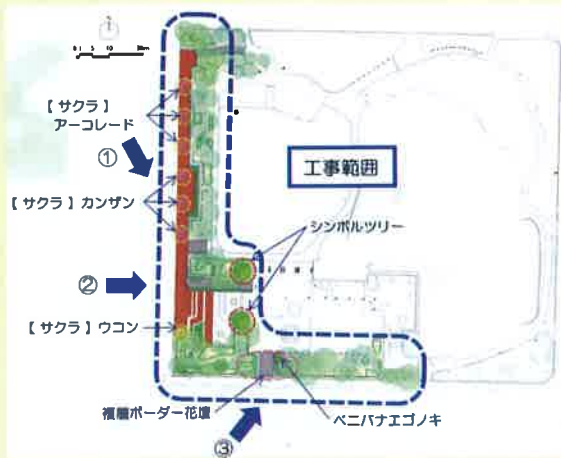 【サクラ】
アーコレード
①
工事範囲
【サクラ】カンザン
シンボルツリー
②
【サクラ】ウコン
複層ボーダー花壇
ベニバナエゴノキ
③